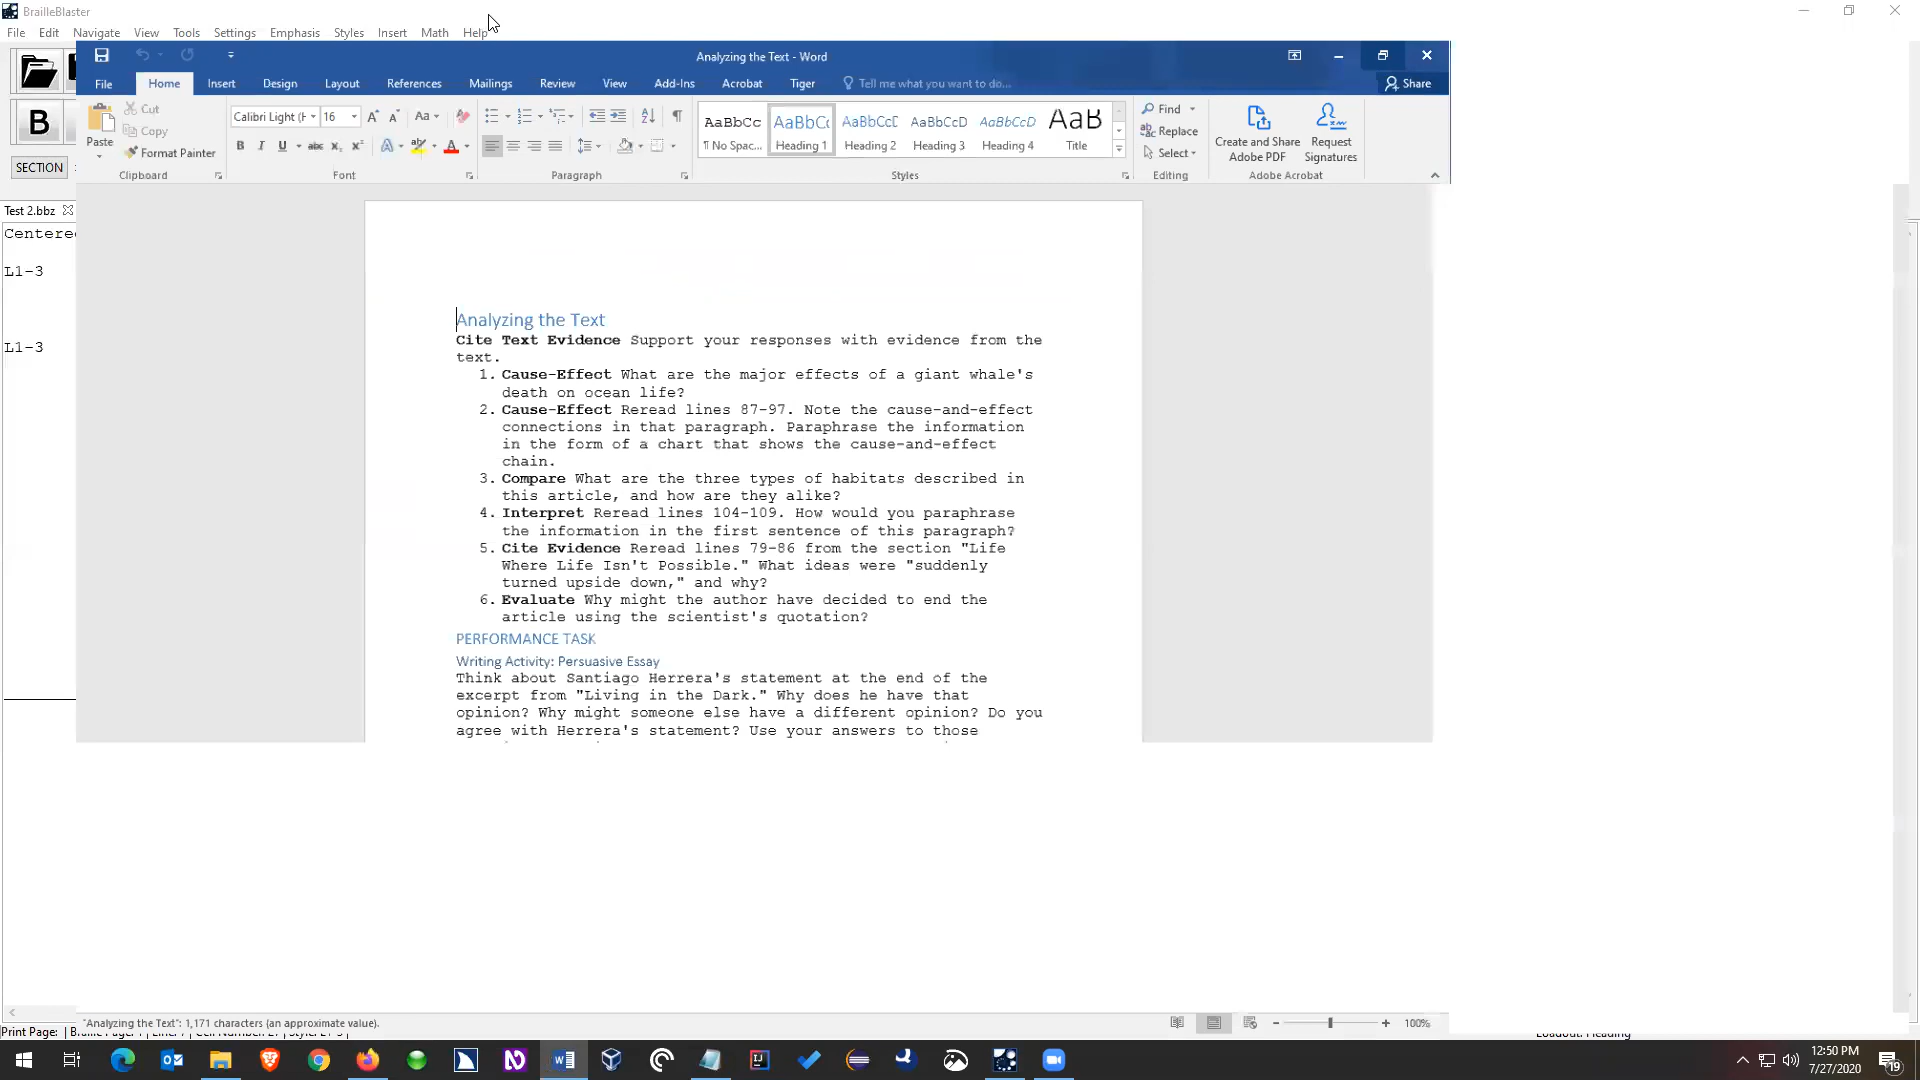 BrailleBlaster
File Edit Navigate View Tools Settings Emphasis Styles Insert Math Help
Analyzing the Text - Word
File Home Insert Design Layout References Mailings Review View Add-Ins Acrobat Tiger Tell me what you want to do... Share
Paste
Cut
Copy
Format Painter
Clipboard
Calibri Light (H 16
B I U abc
Font
Paragraph
AaBbCc AaBbCc AaBbCcD AaBbCcD AaBbCcD AaB
¶ No Spac... Heading 1 Heading 2 Heading 3 Heading 4 Title
Styles
Find
Replace
Select
Editing
Create and Share Adobe PDF
Request Signatures
Adobe Acrobat
B
SECTION
Test 2.bbz
Centered
L1-3
L1-3
Analyzing the Text
Cite Text Evidence Support your responses with evidence from the
text.
1. Cause-Effect What are the major effects of a giant whale's
death on ocean life?
2. Cause-Effect Reread lines 87-97. Note the cause-and-effect
connections in that paragraph. Paraphrase the information
in the form of a chart that shows the cause-and-effect
chain.
3. Compare What are the three types of habitats described in
this article, and how are they alike?
4. Interpret Reread lines 104-109. How would you paraphrase
the information in the first sentence of this paragraph?
5. Cite Evidence Reread lines 79-86 from the section "Life
Where Life Isn't Possible." What ideas were "suddenly
turned upside down," and why?
6. Evaluate Why might the author have decided to end the
article using the scientist's quotation?
PERFORMANCE TASK
Writing Activity: Persuasive Essay
Think about Santiago Herrera's statement at the end of the
excerpt from "Living in the Dark." Why does he have that
opinion? Why might someone else have a different opinion? Do you
agree with Herrera's statement? Use your answers to those
"Analyzing the Text": 1,171 characters (an approximate value).
100%
Print Page:
12:50 PM
7/27/2020
19